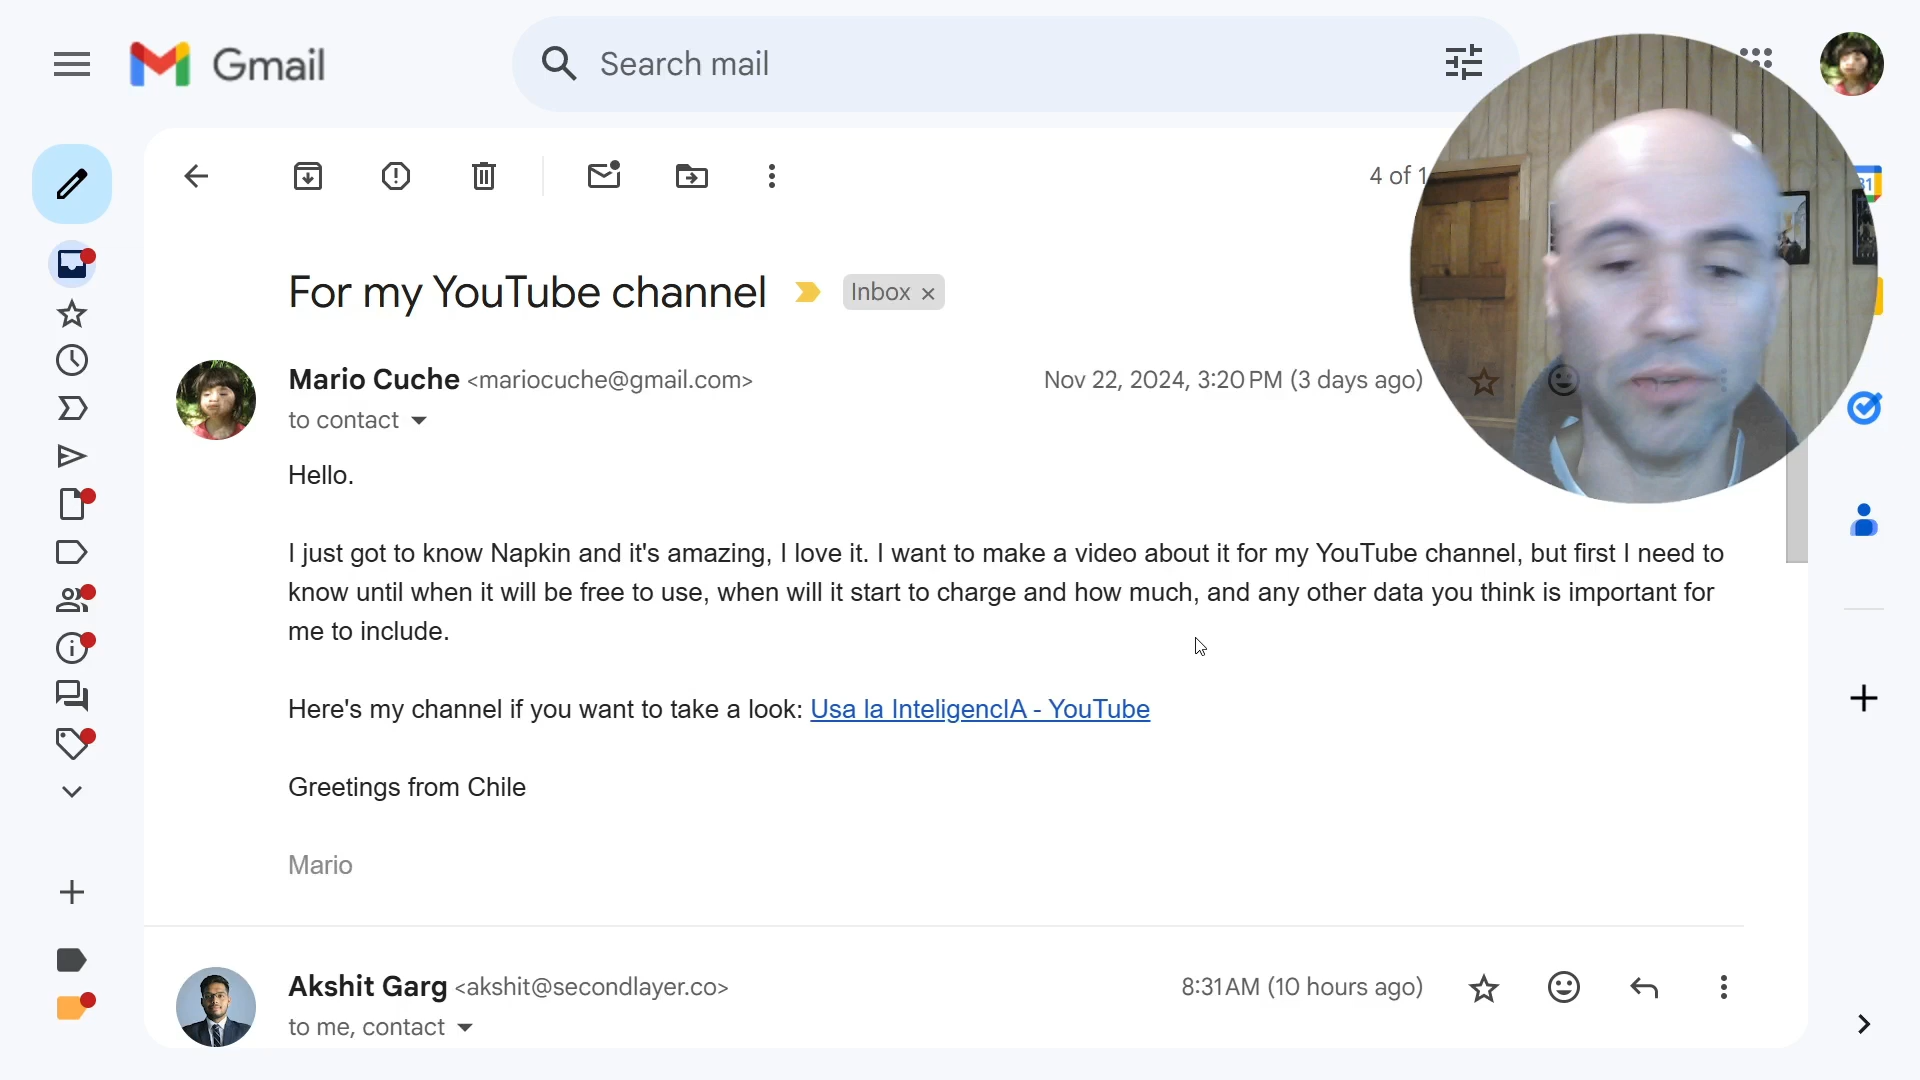 Gmail
Search mail
4 of 1
31
For my YouTube channel
Inbox ×
Mario Cuche <mariocuche@gmail.com>
Nov 22, 2024, 3:20 PM (3 days ago)
to contact
Hello.
I just got to know Napkin and it's amazing, I love it. I want to make a video about it for my YouTube channel, but first I need to
know until when it will be free to use, when will it start to charge and how much, and any other data you think is important for
me to include.
Here's my channel if you want to take a look: Usa la InteligencIA - YouTube
Greetings from Chile
Mario
Akshit Garg <akshit@secondlayer.co>
8:31 AM (10 hours ago)
to me, contact